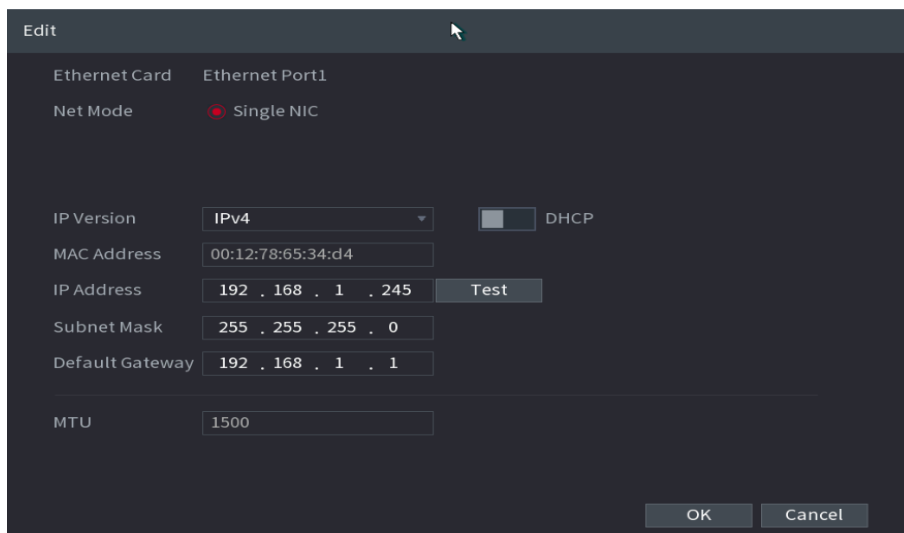 Edit
Ethernet Card Ethernet Port1
Net Mode Single NIC
IP Version IPv4 DHCP
MAC Address 00:12:78:65:34:d4
IP Address 192 . 168 . 1 . 245 Test
Subnet Mask 255 . 255 . 255 . 0
Default Gateway 192 . 168 . 1 . 1
MTU 1500
OK Cancel